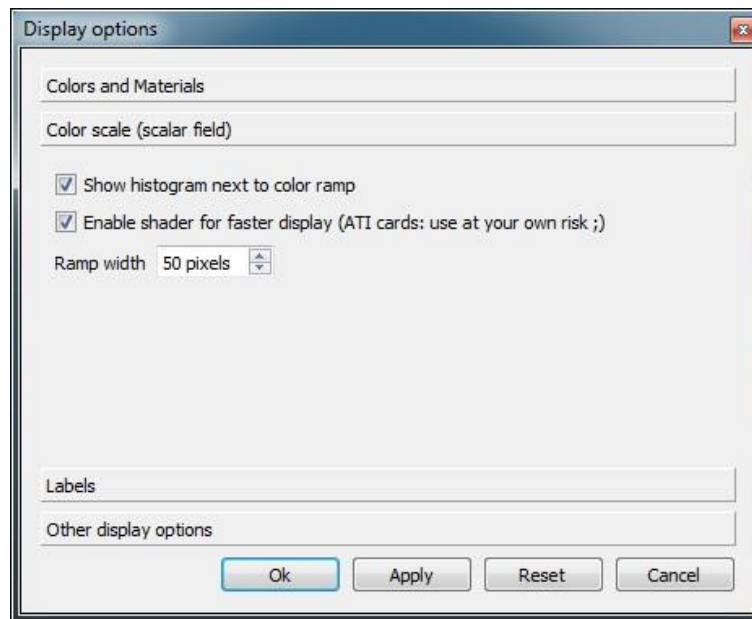 Display options
Colors and Materials
Color scale (scalar field)
Show histogram next to color ramp
Enable shader for faster display (ATI cards: use at your own risk ;)
Ramp width 50 pixels
Labels
Other display options
Ok Apply Reset Cancel